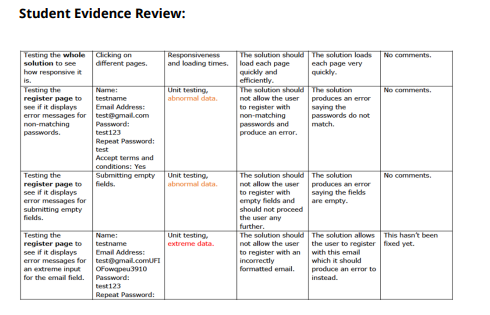 Student Evidence Review:
Testing the whole
solution to see
how responsive it
is.
Clicking on
different pages.
Responsiveness
and loading times.
The solution should
load each page
quickly and
efficiently.
The solution loads
each page very
quickly.
No comments.
Testing the
register page to
see if it displays
error messages for
non-matching
passwords.
Name:
testname
Email Address:
test@gmail.com
Password:
test123
Repeat Password:
test
Accept terms and
conditions: Yes
Unit testing,
abnormal data.
The solution should
not allow the user
to register with
non-matching
passwords and
produce an error.
The solution
produces an error
saying the
passwords do not
match.
No comments.
Testing the
register page to
see if it displays
error messages for
submitting empty
fields.
Submitting empty
fields.
Unit testing,
abnormal data.
The solution should
not allow the user
to register with
empty fields and
should not proceed
the user any
further.
The solution
produces an error
saying the fields
are empty.
No comments.
Testing the
register page to
see if it displays
error messages for
an extreme input
for the email field.
Name:
testname
Email Address:
test@gmail.comUFI
OFowqpeu3910
Password:
test123
Repeat Password:
Unit testing,
extreme data.
The solution should
not allow the user
to register with an
incorrectly
formatted email.
The solution allows
the user to register
with this email
which it should
produce an error to
instead.
This hasn't been
fixed yet.